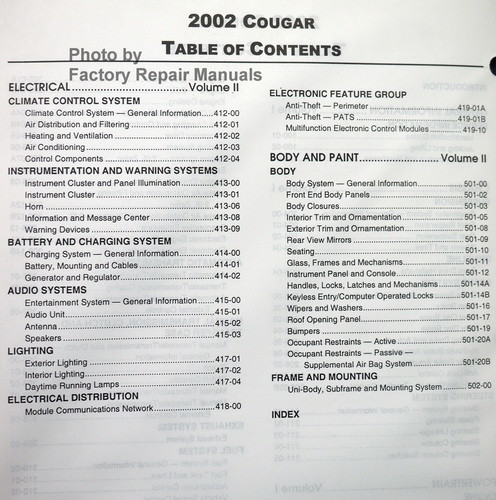 2002 COUGAR
TABLE OF CONTENTS
Photo by
Factory Repair Manuals
ELECTRICAL........................................Volume II
CLIMATE CONTROL SYSTEM
Climate Control System — General Information.....412-00
Air Distribution and Filtering...............................412-01
Heating and Ventilation.......................................412-02
Air Conditioning..................................................412-03
Control Components ...........................................412-04
INSTRUMENTATION AND WARNING SYSTEMS
Instrument Cluster and Panel Illumination............413-00
Instrument Cluster...............................................413-01
Horn ....................................................................413-06
Information and Message Center.........................413-08
Warning Devices..................................................413-09
BATTERY AND CHARGING SYSTEM
Charging System — General Information.............414-00
Battery, Mounting and Cables..............................414-01
Generator and Regulator.....................................414-02
AUDIO SYSTEMS
Entertainment System — General Information ......415-00
Audio Unit............................................................415-01
Antenna ...............................................................415-02
Speakers ..............................................................415-03
LIGHTING
Exterior Lighting ...................................................417-01
Interior Lighting ....................................................417-02
Daytime Running Lamps......................................417-04
ELECTRICAL DISTRIBUTION
Module Communications Network........................418-00
ELECTRONIC FEATURE GROUP
Anti-Theft — Perimeter .......................................419-01A
Anti-Theft — PATS..............................................419-01B
Multifunction Electronic Control Modules .............419-10
BODY AND PAINT...............................Volume II
BODY
Body System — General Information...................501-00
Front End Body Panels ........................................501-02
Body Closures......................................................501-03
Interior Trim and Ornamentation ..........................501-05
Exterior Trim and Ornamentation .........................501-08
Rear View Mirrors ................................................501-09
Seating.................................................................501-10
Glass, Frames and Mechanisms..........................501-11
Instrument Panel and Console .............................501-12
Handles, Locks, Latches and Mechanisms ..........501-14A
Keyless Entry/Computer Operated Locks.............501-14B
Wipers and Washers............................................501-16
Roof Opening Panel .............................................501-17
Bumpers ..............................................................501-19
Occupant Restraints — Active..............................501-20A
Occupant Restraints — Passive —
Supplemental Air Bag System .............................501-20B
FRAME AND MOUNTING
Uni-Body, Subframe and Mounting System ..........502-00
INDEX